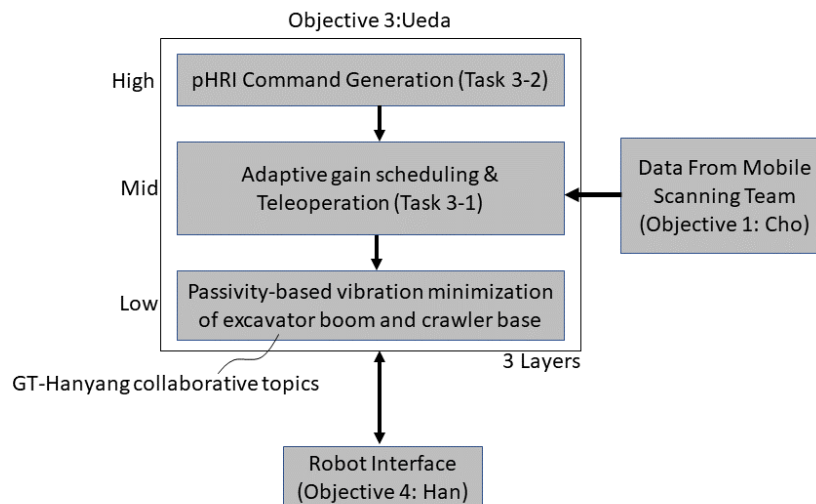 Objective 3:Ueda
High
pHRI Command Generation (Task 3-2)
Mid
Adaptive gain scheduling &
Teleoperation (Task 3-1)
Data From Mobile
Scanning Team
(Objective 1: Cho)
Low
Passivity-based vibration minimization
of excavator boom and crawler base
3 Layers
GT-Hanyang collaborative topics
Robot Interface
(Objective 4: Han)